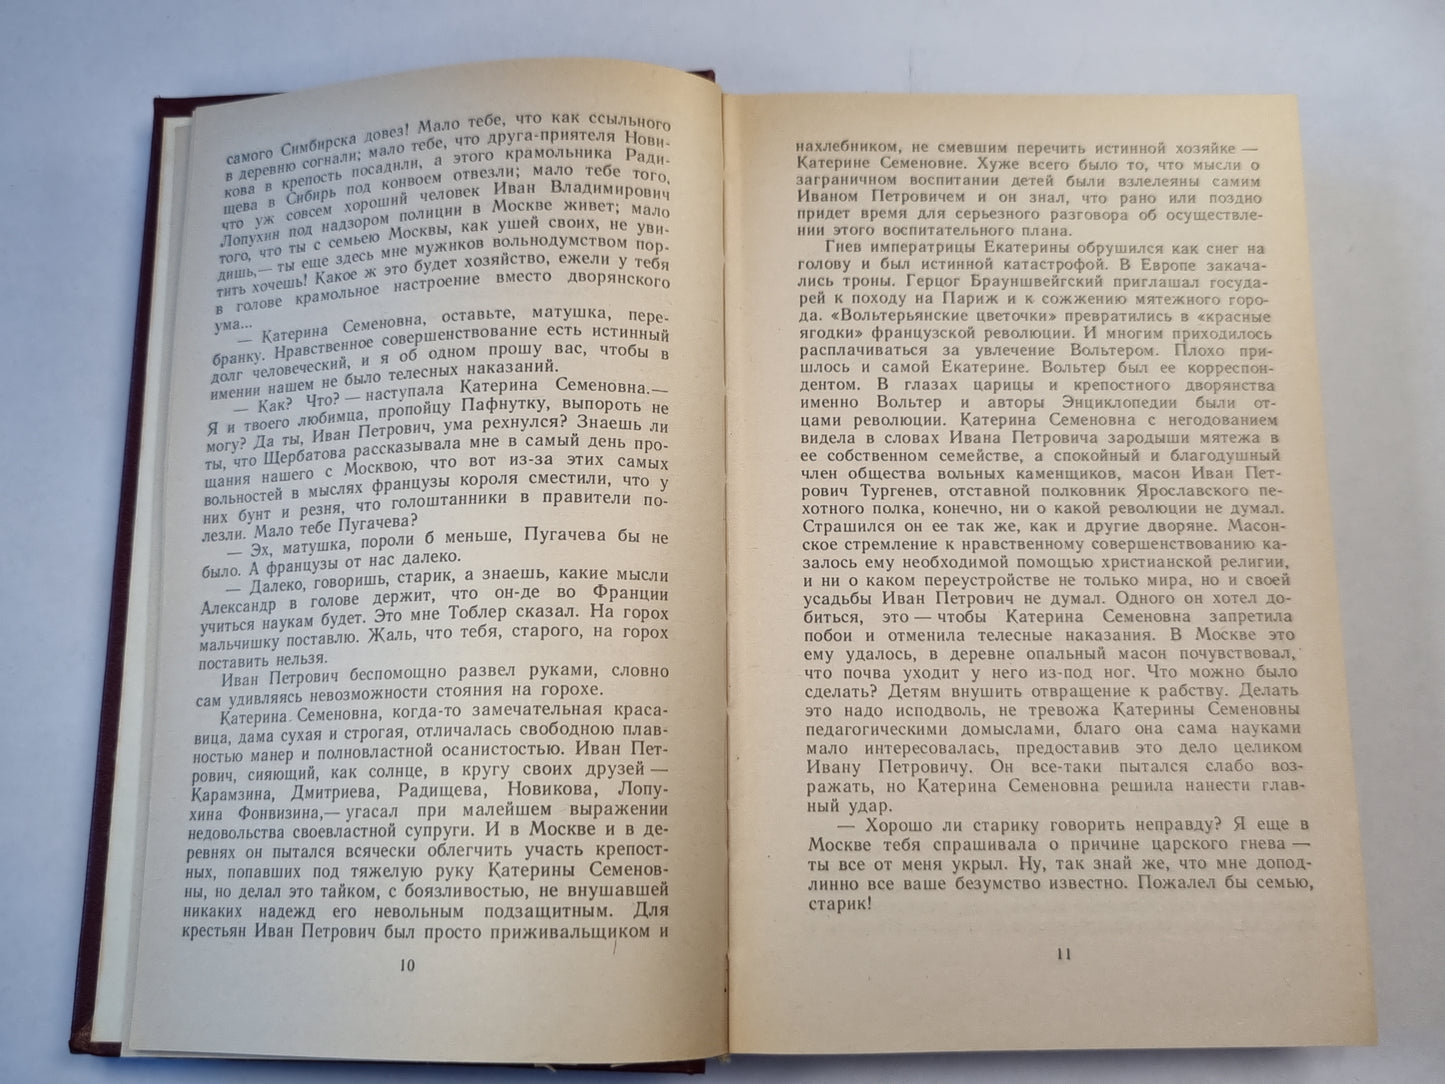 самого Симбирска довез! Мало тебе, что как ссыльного
в деревню согнали; мало тебе, что друга-приятеля Нови-
кова в крепость посадили, а этого крамольника Ради-
щева в Сибирь под конвоем отвезли; мало тебе того,
что уж совсем хороший человек Иван Владимирович
Лопухин под надзором полиции в Москве живет; мало
того, что ты с семьею Москвы, как ушей своих, не уви-
дишь,— ты еще здесь мне мужиков вольнодумством пор-
тить хочешь! Какое ж это будет хозяйство, ежели у тебя
в голове крамольное настроение вместо дворянского
ума...
— Катерина Семеновна, оставьте, матушка, пере-
бранку. Нравственное совершенствование есть истинный
долг человеческий, и я об одном прошу вас, чтобы в
имении нашем не было телесных наказаний.
— Как? Что? — наступала Катерина Семеновна.—
Я и твоего любимца, пропойцу Пафнутку, выпороть не
могу? Да ты, Иван Петрович, ума рехнулся? Знаешь ли
ты, что Щербатова рассказывала мне в самый день про-
щания нашего с Москвою, что вот из-за этих самых
вольностей в мыслях французы короля сместили, что у
них бунт и резня, что голоштанники в правители по-
лезли. Мало тебе Пугачева?
— Эх, матушка, пороли б меньше, Пугачева бы не
было. А французы от нас далеко.
— Далеко, говоришь, старик, а знаешь, какие мысли
Александр в голове держит, что он-де во Франции
учиться наукам будет. Это мне Тоблер сказал. На горох
мальчишку поставлю. Жаль, что тебя, старого, на горох
поставить нельзя.
Иван Петрович беспомощно развел руками, словно
сам удивляясь невозможности стояния на горохе.
Катерина Семеновна, когда-то замечательная краса-
вица, дама сухая и строгая, отличалась свободною плав-
ностью манер и полновластной осанистостью. Иван Пет-
рович, сияющий, как солнце, в кругу своих друзей —
Карамзина, Дмитриева, Радищева, Новикова, Лопу-
хина Фонвизина,— угасал при малейшем выражении
недовольства своевластной супруги. И в Москве и в де-
ревнях он пытался всячески облегчить участь крепост-
ных, попавших под тяжелую руку Катерины Семенов-
ны, но делал это тайком, с боязливостью, не внушавшей
никаких надежд его невольным подзащитным. Для
крестьян Иван Петрович был просто приживальщиком и
10
нахлебником, не смевшим перечить истинной хозяйке —
Катерине Семеновне. Хуже всего было то, что мысли о
заграничном воспитании детей были взлелеяны самим
Иваном Петровичем и он знал, что рано или поздно
придет время для серьезного разговора об осуществле-
нии этого воспитательного плана.
Гнев императрицы Екатерины обрушился как снег на
голову и был истинной катастрофой. В Европе закача-
лись троны. Герцог Брауншвейгский приглашал госуда-
рей к походу на Париж и к сожжению мятежного горо-
да. «Вольтерьянские цветочки» превратились в «красные
ягодки» французской революции. И многим приходилось
расплачиваться за увлечение Вольтером. Плохо при-
шлось и самой Екатерине. Вольтер был ее корреспон-
дентом. В глазах царицы и крепостного дворянства
именно Вольтер и авторы Энциклопедии были от-
цами революции. Катерина Семеновна с негодованием
видела в словах Ивана Петровича зародыши мятежа в
ее собственном семействе, а спокойный и благодушный
член общества вольных каменщиков, масон Иван Пет-
рович Тургенев, отставной полковник Ярославского пе-
хотного полка, конечно, ни о какой революции не думал.
Страшился он ее так же, как и другие дворяне. Масон-
ское стремление к нравственному совершенствованию ка-
залось ему необходимой помощью христианской религии,
и ни о каком переустройстве не только мира, но и своей
усадьбы Иван Петрович не думал. Одного он хотел до-
биться, это — чтобы Катерина Семеновна запретила
побои и отменила телесные наказания. В Москве это
ему удалось, в деревне опальный масон почувствовал,
что почва уходит у него из-под ног. Что можно было
сделать? Детям внушить отвращение к рабству. Делать
это надо исподволь, не тревожа Катерины Семеновны
педагогическими домыслами, благо она сама науками
мало интересовалась, предоставив это дело целиком
Ивану Петровичу. Он все-таки пытался слабо воз-
ражать, но Катерина Семеновна решила нанести глав-
ный удар.
— Хорошо ли старику говорить неправду? Я еще в
Москве тебя спрашивала о причине царского гнева —
ты все от меня укрыл. Ну, так знай же, что мне допод-
линно все ваше безумство известно. Пожалел бы семью,
старик!
11